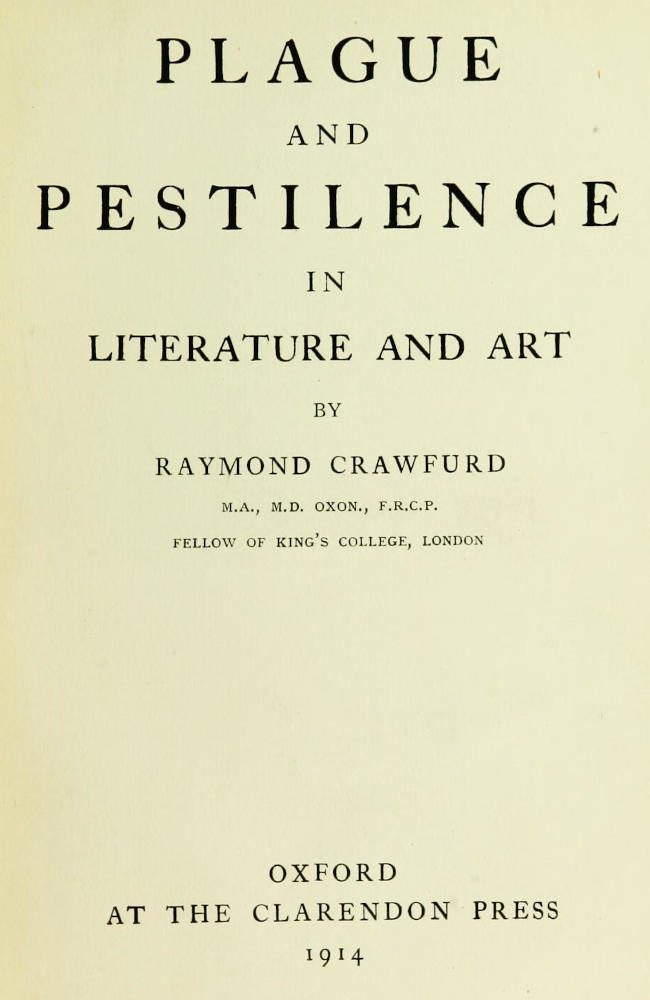 PLAGUE
AND
PESTILENCE
IN
LITERATURE AND ART
BY
RAYMOND CRAWFURD
M.A., M.D. OXON., F.R.C.P.
FELLOW OF KING'S COLLEGE, LONDON
OXFORD
AT THE CLARENDON PRESS
1914